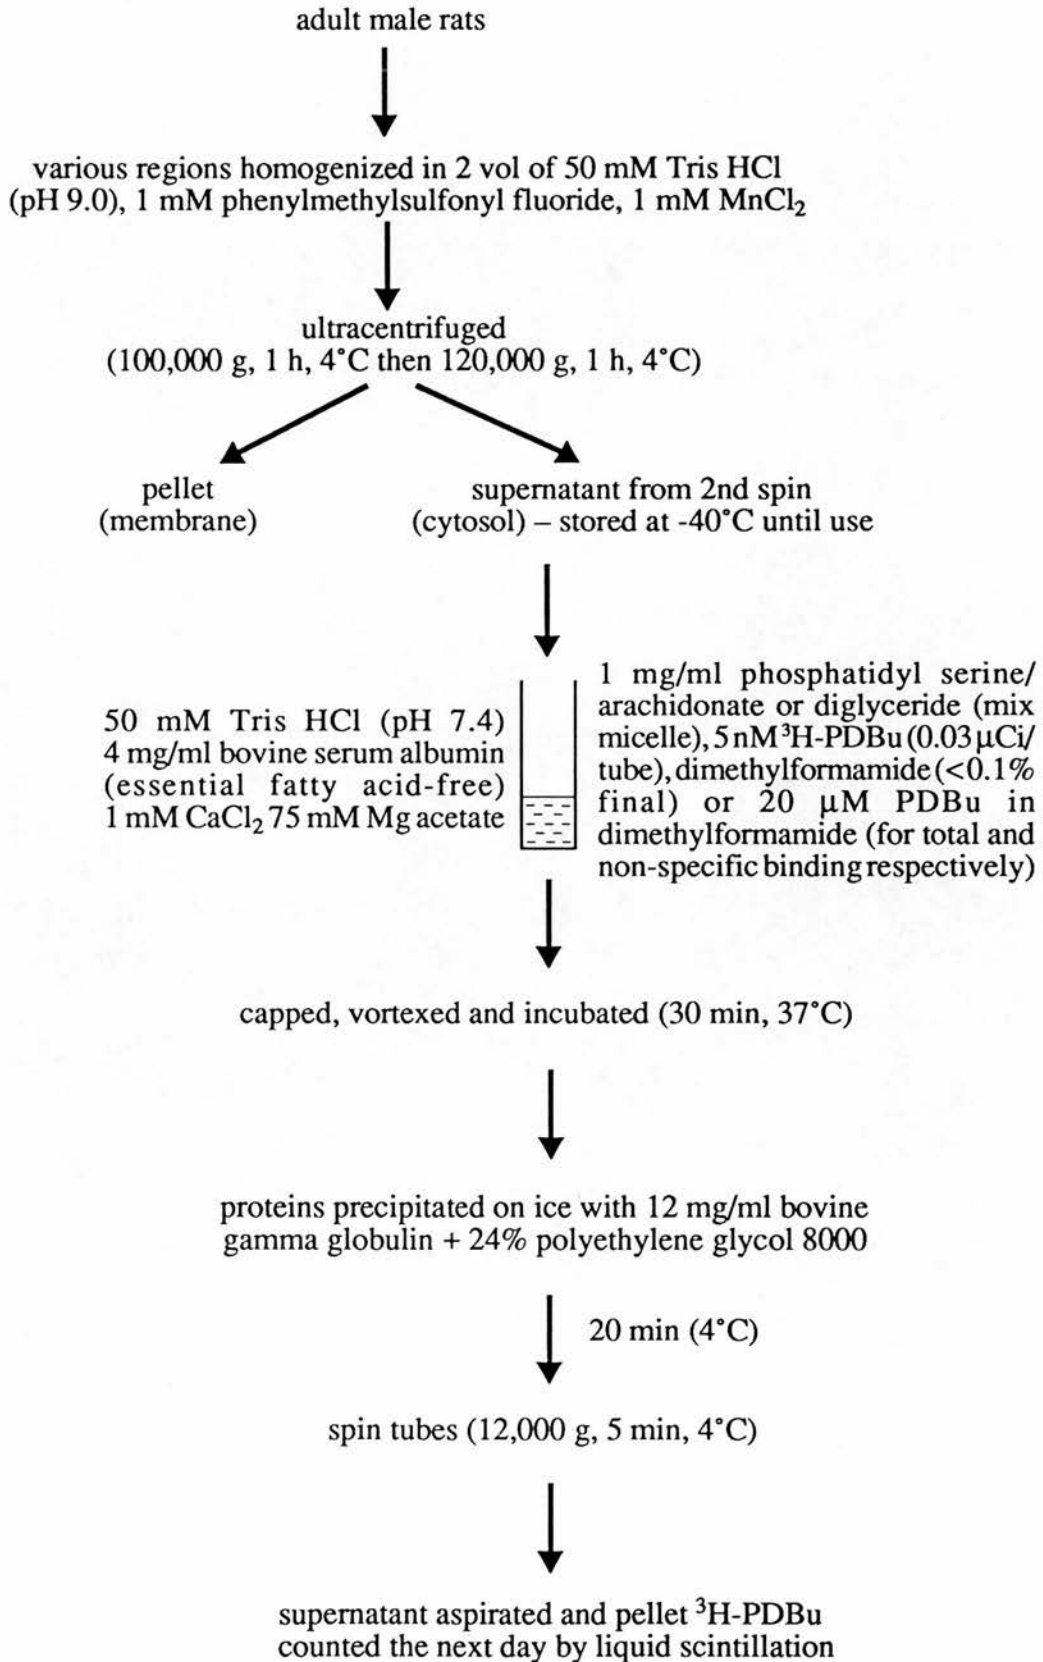 adult male rats
various regions homogenized in 2 vol of 50 mM Tris HCl
(pH 9.0), 1 mM phenylmethylsulfonyl fluoride, 1 mM MnCl₂
ultracentrifuged
(100,000 g, 1 h, 4°C then 120,000 g, 1 h, 4°C)
pellet
(membrane)
supernatant from 2nd spin
(cytosol) – stored at -40°C until use
50 mM Tris HCl (pH 7.4)
4 mg/ml bovine serum albumin
(essential fatty acid-free)
1 mM CaCl₂ 75 mM Mg acetate
1 mg/ml phosphatidyl serine/
arachidonate or diglyceride (mix
micelle), 5 nM ³H-PDBu (0.03 µCi/
tube), dimethylformamide (<0.1%
final) or 20 µM PDBu in
dimethylformamide (for total and
non-specific binding respectively)
capped, vortexed and incubated (30 min, 37°C)
proteins precipitated on ice with 12 mg/ml bovine
gamma globulin + 24% polyethylene glycol 8000
20 min (4°C)
spin tubes (12,000 g, 5 min, 4°C)
supernatant aspirated and pellet ³H-PDBu
counted the next day by liquid scintillation